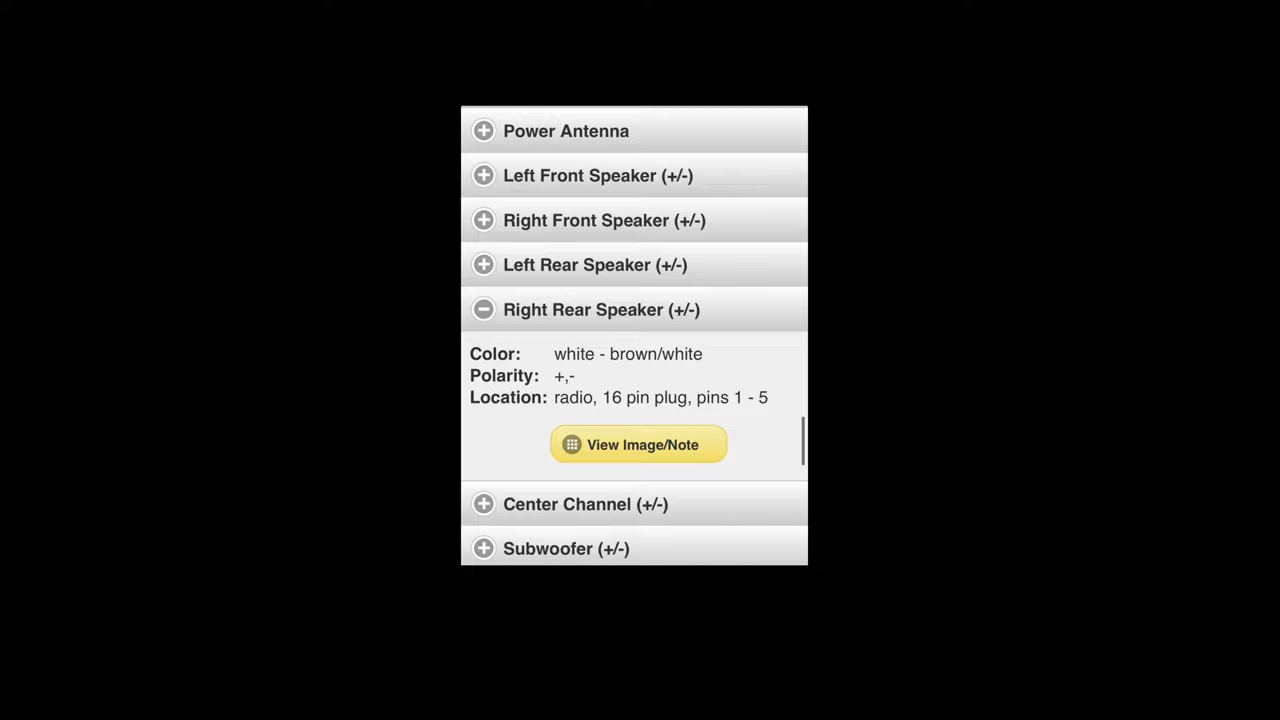 Power Antenna
Left Front Speaker (+/-)
Right Front Speaker (+/-)
Left Rear Speaker (+/-)
Right Rear Speaker (+/-)
Color: white - brown/white
Polarity: +,-
Location: radio, 16 pin plug, pins 1 - 5
View Image/Note
Center Channel (+/-)
Subwoofer (+/-)